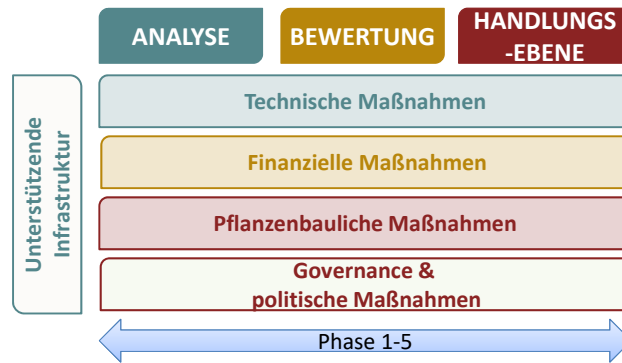 ANALYSE
BEWERTUNG
HANDLUNGS
-EBENE
Unterstützende
Infrastruktur
Technische Maßnahmen
Finanzielle Maßnahmen
Pflanzenbauliche Maßnahmen
Governance &
politische Maßnahmen
Phase 1-5